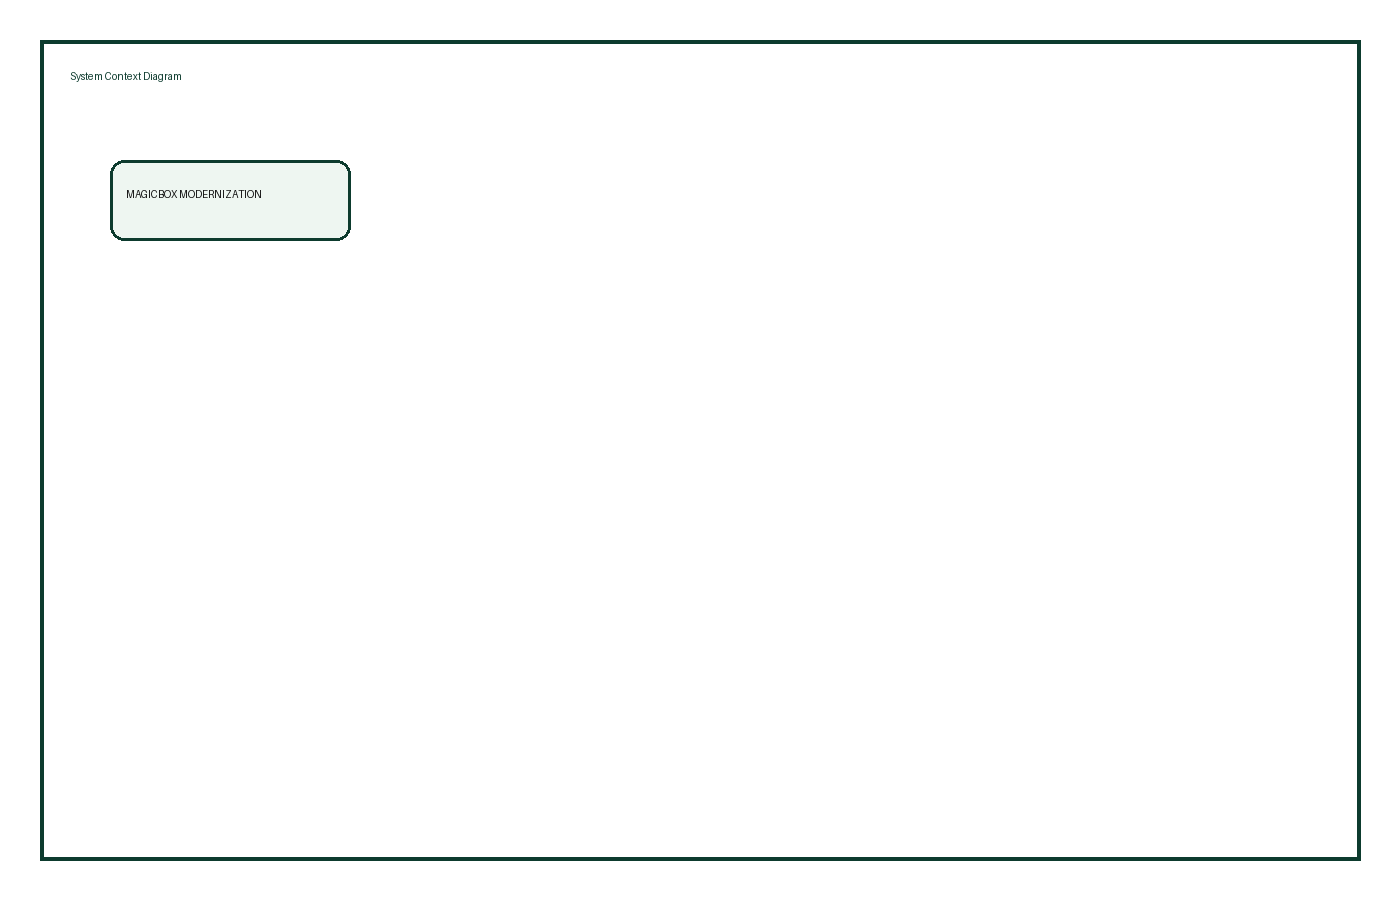 System Context Diagram
MAGICBOX MODERNIZATION